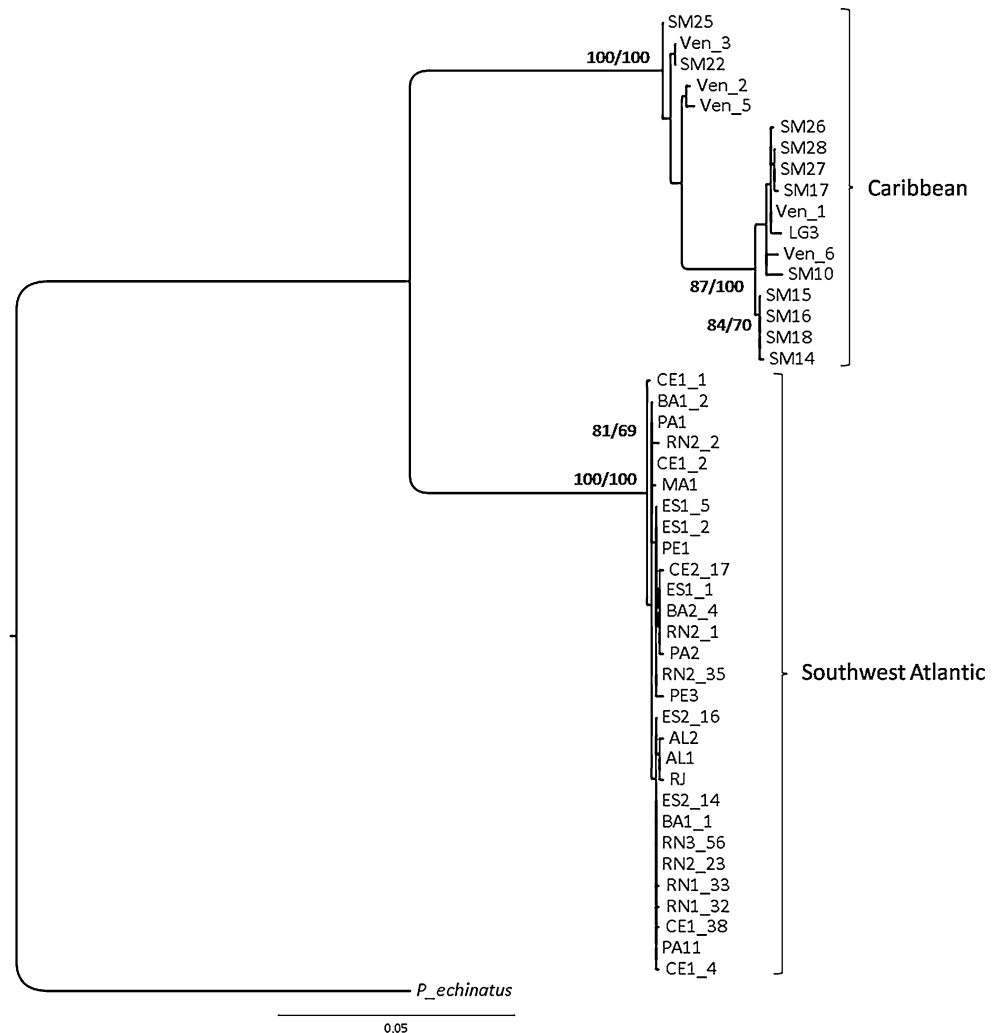 SM25
Ven_3
100/100
SM22
Ven_2
Ven_5
SM26
SM28
SM27
SM17
Caribbean
Ven_1
LG3
Ven_6
SM10
87/100
SM15
SM16
84/70
SM18
SM14
CE1_1
BA1_2
PA1
81/69
RN2_2
CE1_2
100/100
MA1
ES1_5
ES1_2
PE1
CE2_17
ES1_1
BA2_4
RN2_1
PA2
RN2_35
Southwest Atlantic
PE3
ES2_16
AL2
AL1
RJ
ES2_14
BA1_1
RN3_56
RN2_23
RN1_33
RN1_32
CE1_38
PA11
CE1_4
P_echinatus
0.05